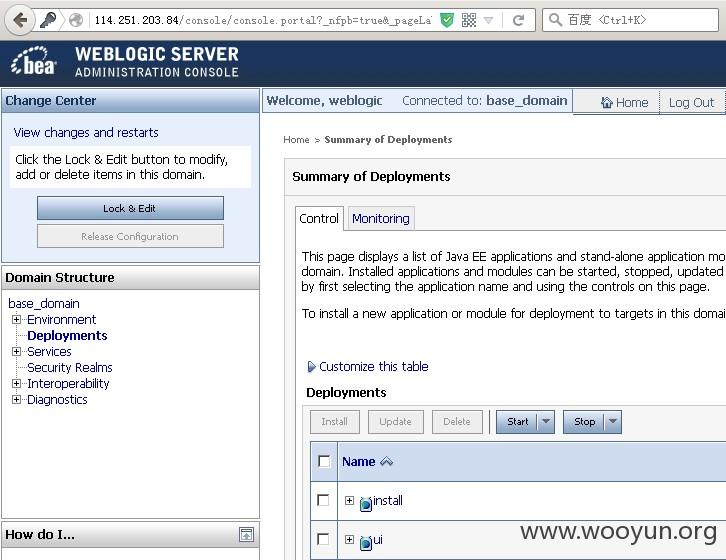 114.251.203.84/console/console.portal?_nfpb=true&_pageLa
百度 <Ctrl+K>
bea
WEBLOGIC SERVER
ADMINISTRATION CONSOLE
Change Center
View changes and restarts
Click the Lock & Edit button to modify,
add or delete items in this domain.
Lock & Edit
Release Configuration
Domain Structure
base_domain
Environment
Deployments
Services
Security Realms
Interoperability
Diagnostics
How do I...
Welcome, weblogic Connected to: base_domain Home Log Out
Home > Summary of Deployments
Summary of Deployments
Control Monitoring
This page displays a list of Java EE applications and stand-alone application mo
domain. Installed applications and modules can be started, stopped, updated
by first selecting the application name and using the controls on this page.
To install a new application or module for deployment to targets in this domai
Customize this table
Deployments
Install Update Delete Start Stop
Name
install
ui
www.wooyun.org